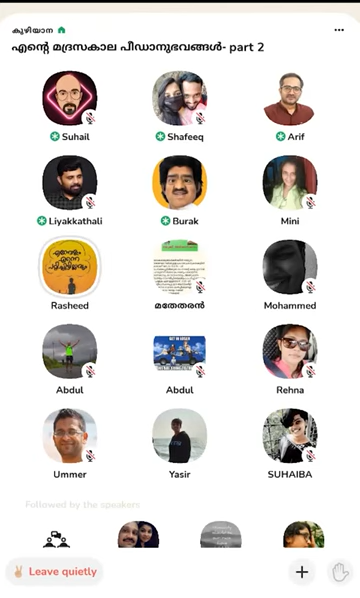 കുഴിയാന
എന്റെ മദ്രസകാല പീഡാനുഭവങ്ങൾ- part 2
Suhail
Shafeeq
Arif
Liyakkathali
Burak
Mini
Rasheed
മതേതരൻ
Mohammed
Abdul
Abdul
Rehna
Ummer
Yasir
SUHAIBA
Followed by the speakers
✌🏼 Leave quietly